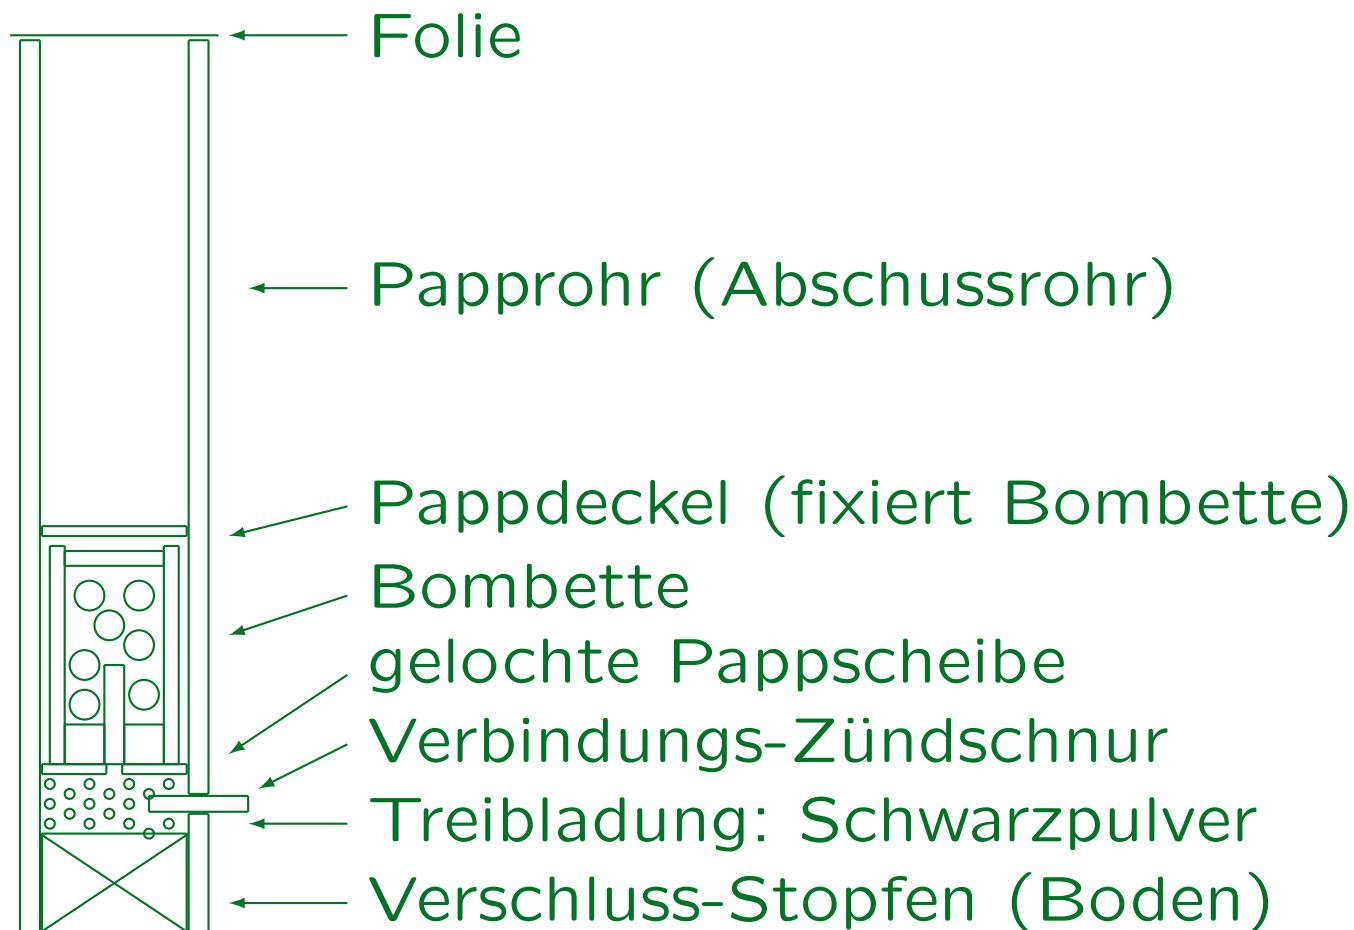 Folie
Papprohr (Abschussrohr)
Pappdeckel (fixiert Bombette)
Bombette
gelochte Pappscheibe
Verbindungs-Zündschnur
Treibladung: Schwarzpulver
Verschluss-Stopfen (Boden)